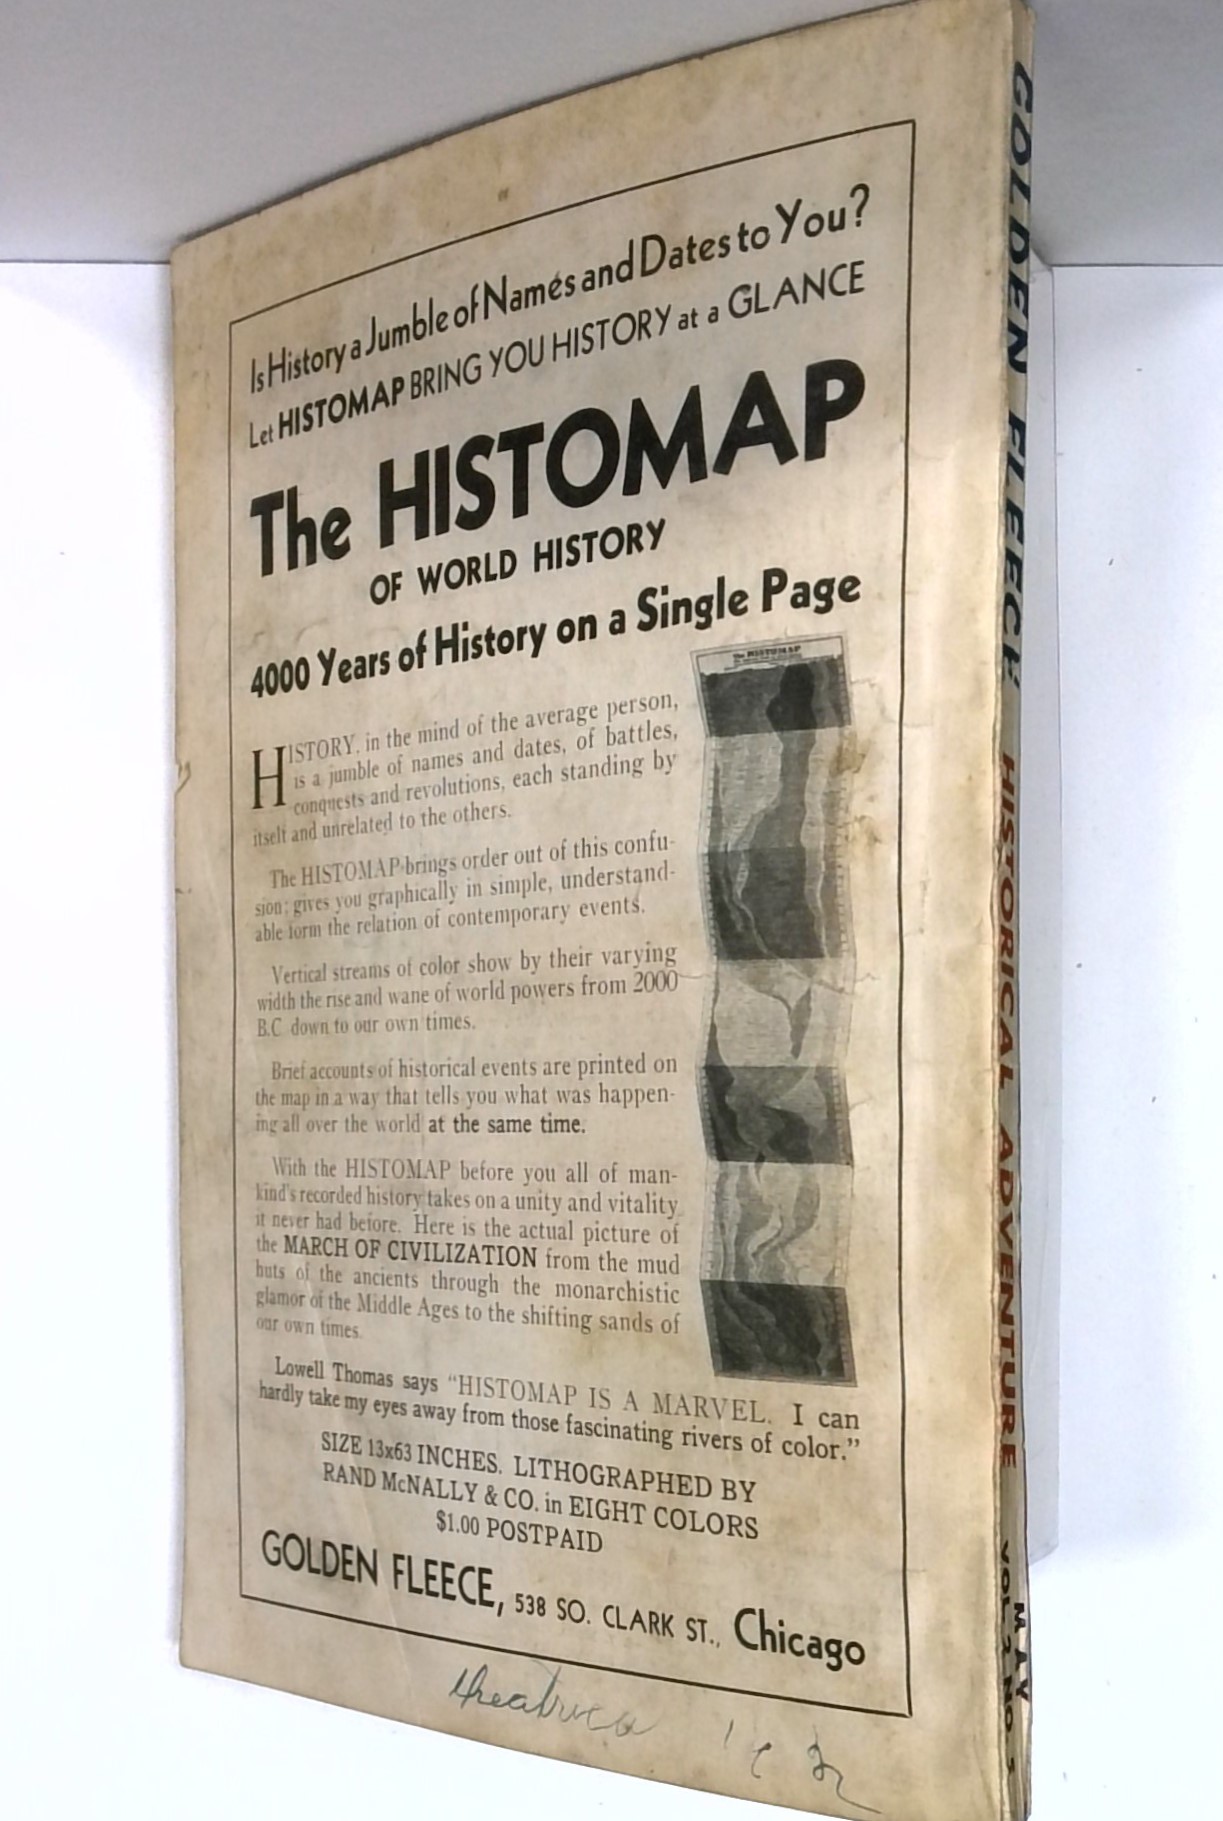 Is History a Jumble of Names and Dates to You?
Let HISTOMAP BRING YOU HISTORY at a GLANCE
The HISTOMAP
OF WORLD HISTORY
4000 Years of History on a Single Page
HISTORY, in the mind of the average person,
is a jumble of names and dates, of battles,
conquests and revolutions, each standing by
itself and unrelated to the others.
The HISTOMAP brings order out of this confu-
sion; gives you graphically in simple, understand-
able form the relation of contemporary events.
Vertical streams of color show by their varying
width the rise and wane of world powers from 2000
B.C. down to our own times.
Brief accounts of historical events are printed on
the map in a way that tells you what was happen-
ing all over the world at the same time.
With the HISTOMAP before you all of man-
kind's recorded history takes on a unity and vitality
it never had before. Here is the actual picture of
the MARCH OF CIVILIZATION from the mud
huts of the ancients through the monarchistic
glamor of the Middle Ages to the shifting sands of
our own times.
The HISTOMAP
Lowell Thomas says "HISTOMAP IS A MARVEL. I can
hardly take my eyes away from those fascinating rivers of color."
SIZE 13x63 INCHES. LITHOGRAPHED BY
RAND McNALLY & CO. in EIGHT COLORS
$1.00 POSTPAID
GOLDEN FLEECE, 538 SO. CLARK ST., Chicago
GOLDEN FLEECE HISTORICAL ADVENTURE
MAY
VOL. 2 NO.